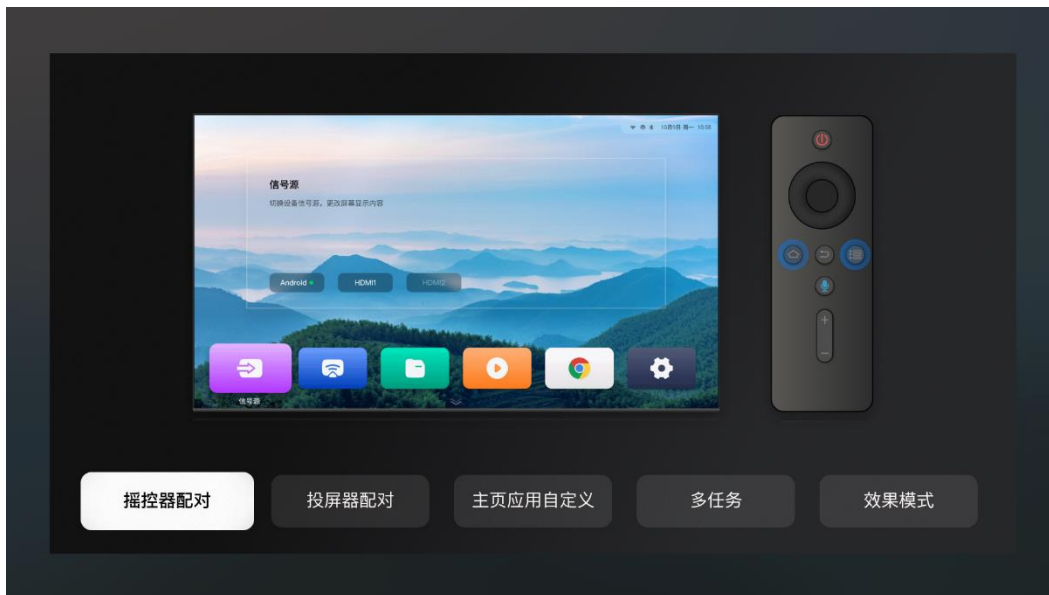 信号源
切换设备信号源，更改屏幕显示内容
Android
HDMI1
HDMI2
信号源
摇控器配对
投屏器配对
主页应用自定义
多任务
效果模式